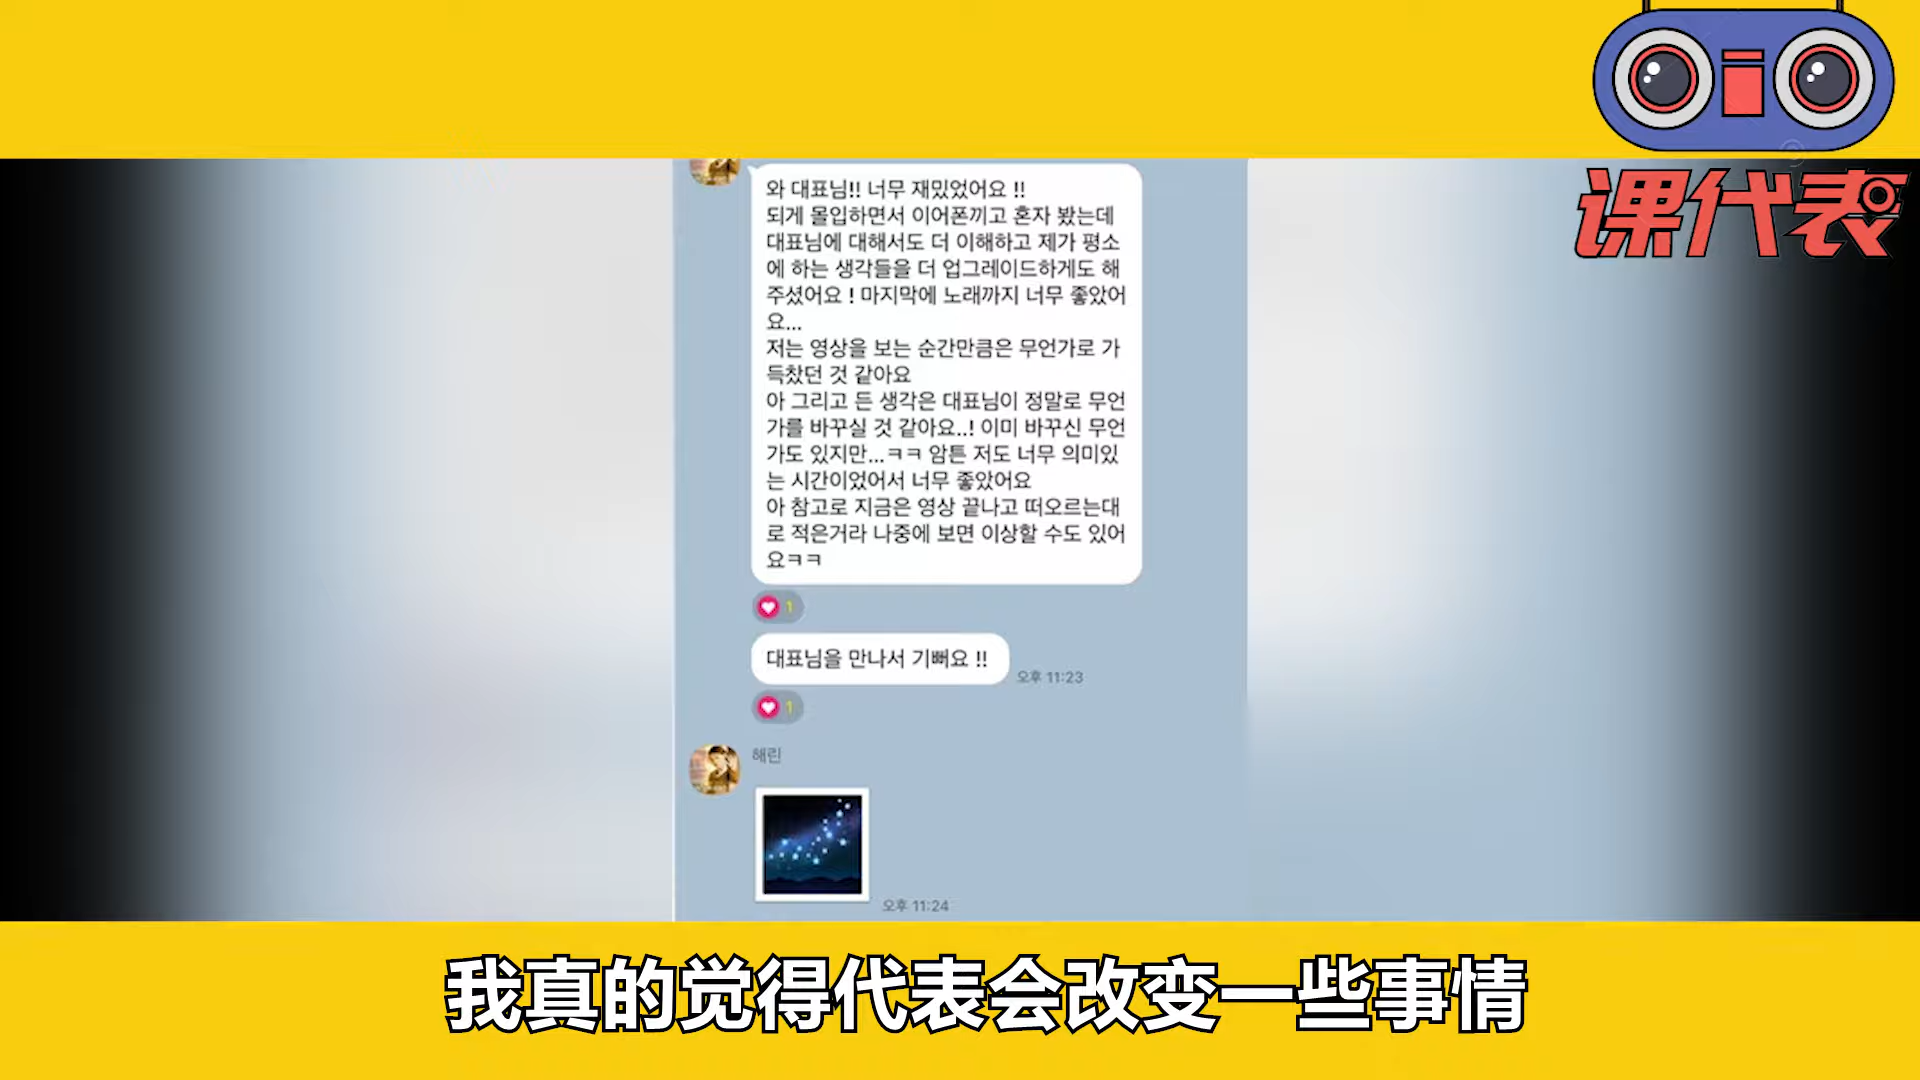 课代表
와 대표님!! 너무 재밌었어요 !!
되게 몰입하면서 이어폰끼고 혼자 봤는데
대표님에 대해서도 더 이해하고 제가 평소
에 하는 생각들을 더 업그레이드하게도 해
주셨어요 ! 마지막에 노래까지 너무 좋았어
요...
저는 영상을 보는 순간만큼은 무언가로 가
득찼던 것 같아요
아 그리고 든 생각은 대표님이 정말로 무언
가를 바꾸실 것 같아요..! 이미 바꾸신 무언
가도 있지만...ㅋㅋ 암튼 저도 너무 의미있
는 시간이었어서 너무 좋았어요
아 참고로 지금은 영상 끝나고 떠오르는대
로 적은거라 나중에 보면 이상할 수도 있어
요ㅋㅋ
1
대표님을 만나서 기뻐요 !!
오후 11:23
1
해린
오후 11:24
我真的觉得代表会改变一些事情